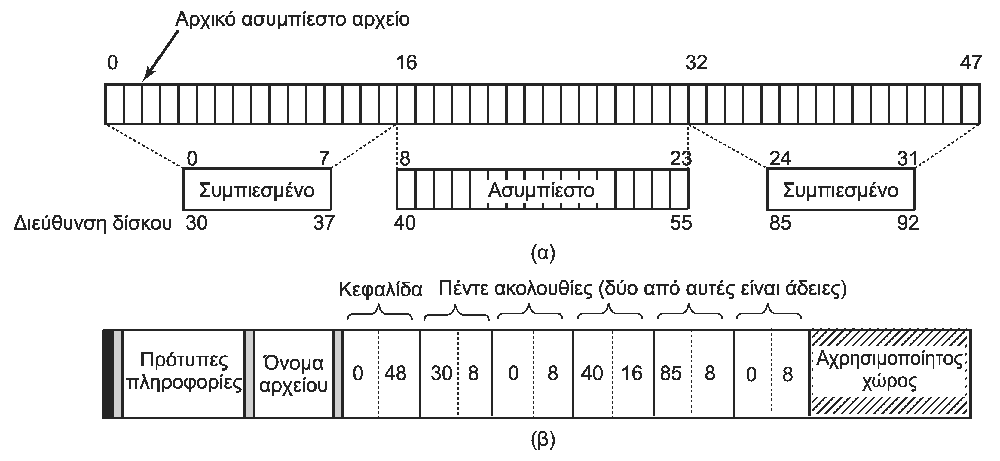 Αρχικό ασυμπίεστο αρχείο
0 16 32 47
0 7 8 23 24 31
Συμπιεσμένο Ασυμπίεστο Συμπιεσμένο
Διεύθυνση δίσκου 30 37 40 55 85 92
(α)
Κεφαλίδα Πέντε ακολουθίες (δύο από αυτές είναι άδειες)
Πρότυπες
πληροφορίες
Όνομα
αρχείου
0 48 30 8 0 8 40 16 85 8 0 8
Αχρησιμοποίητος
χώρος
(β)